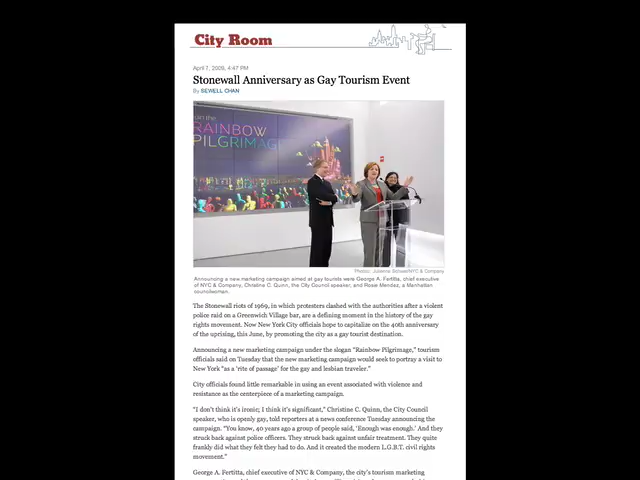 City Room
April 7, 2009, 4:47 PM
Stonewall Anniversary as Gay Tourism Event
By SEWELL CHAN
Join the
RAINBOW
PILGRIMAGE
Photo: Julienne Schaer/NYC & Company
Announcing a new marketing campaign aimed at gay tourists were George A. Fertitta, chief executive
of NYC & Company, Christine C. Quinn, the City Council speaker, and Rosie Mendez, a Manhattan
councilwoman.
The Stonewall riots of 1969, in which protesters clashed with the authorities after a violent
police raid on a Greenwich Village bar, are a defining moment in the history of the gay
rights movement. Now New York City officials hope to capitalize on the 40th anniversary
of the uprising, this June, by promoting the city as a gay tourist destination.
Announcing a new marketing campaign under the slogan “Rainbow Pilgrimage,” tourism
officials said on Tuesday that the new marketing campaign would seek to portray a visit to
New York “as a ‘rite of passage’ for the gay and lesbian traveler.”
City officials found little remarkable in using an event associated with violence and
resistance as the centerpiece of a marketing campaign.
“I don’t think it’s ironic; I think it’s significant,” Christine C. Quinn, the City Council
speaker, who is openly gay, told reporters at a news conference Tuesday announcing the
campaign. “You know, 40 years ago a group of people said, ‘Enough was enough.’ And they
struck back against police officers. They struck back against unfair treatment. They quite
frankly did what they felt they had to do. And it created the modern L.G.B.T. civil rights
movement.”
George A. Fertitta, chief executive of NYC & Company, the city’s tourism marketing